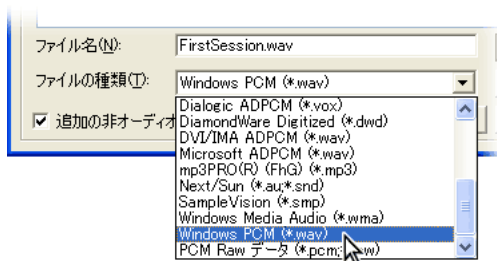 ファイル名(N):
FirstSession.wav
ファイルの種類(T):
Windows PCM (*.wav)
追加の非オーディオ
Dialogic ADPCM (*.vox)
DiamondWare Digitized (*.dwd)
DVI/IMA ADPCM (*.wav)
Microsoft ADPCM (*.wav)
mp3PRO(R) (FhG) (*.mp3)
Next/Sun (*.au;*.snd)
SampleVision (*.smp)
Windows Media Audio (*.wma)
Windows PCM (*.wav)
PCM Raw データ (*.pcm;